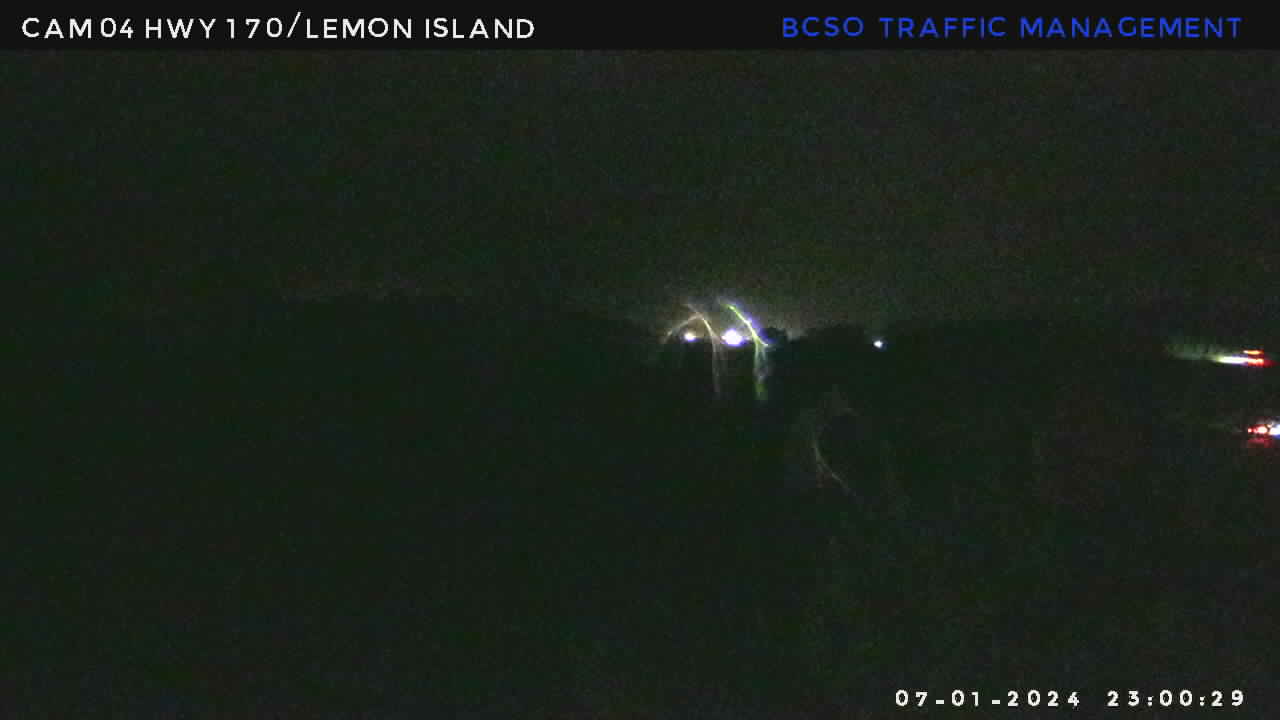 CAM04 HWY 170/LEMON ISLAND
BCSO TRAFFIC MANAGEMENT
07-01-2024 23:00:29